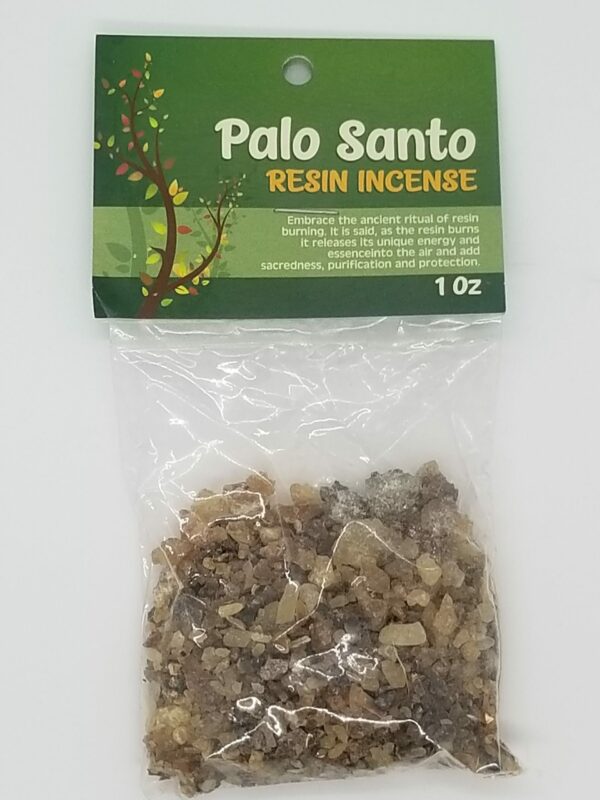 Palo Santo
RESIN INCENSE
Embrace the ancient ritual of resin
burning. It is said, as the resin burns
it releases its unique energy and
essenceinto the air and add
sacredness, purification and protection.
1 Oz